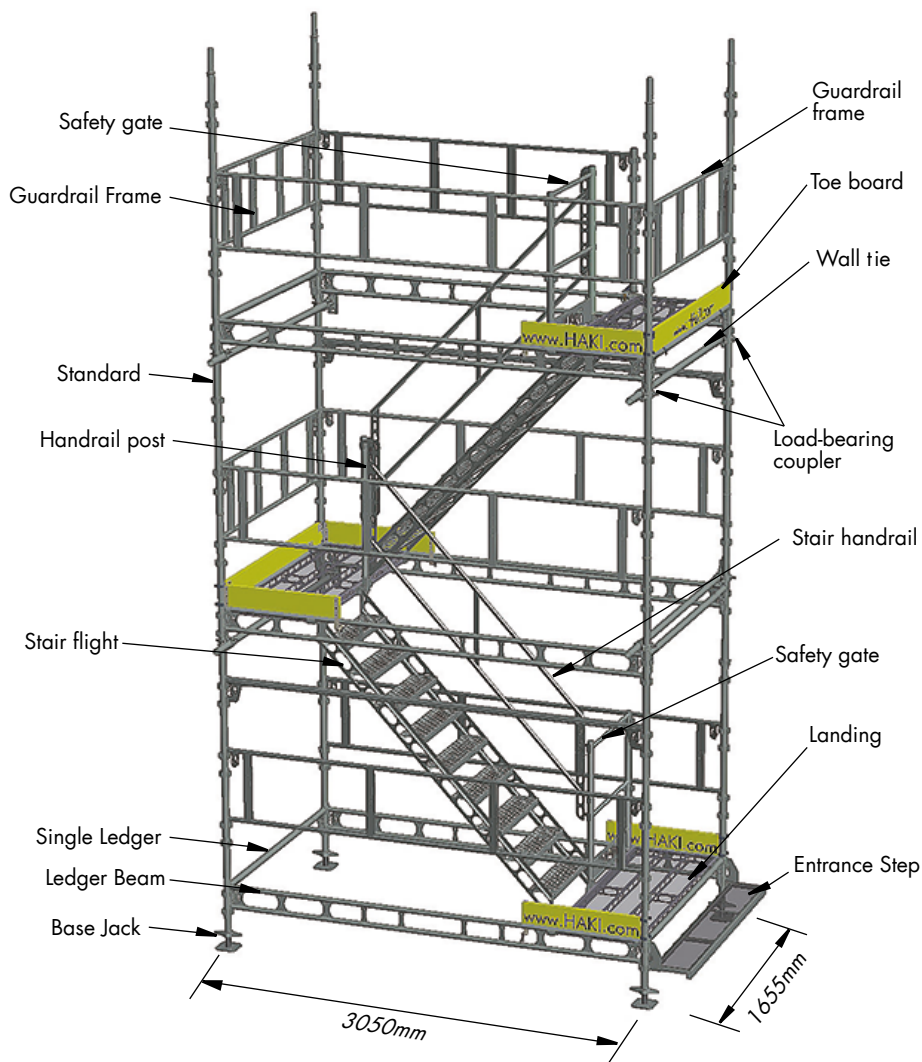 Safety gate
Guardrail Frame
Guardrail
frame
Toe board
Wall tie
www.HAKI.com
Standard
Handrail post
Load-bearing
coupler
Stair handrail
Stair flight
Safety gate
Landing
Single Ledger
HAKI.com
Entrance Step
Ledger Beam
www.HAKI.com
Base Jack
1655mm
3050mm